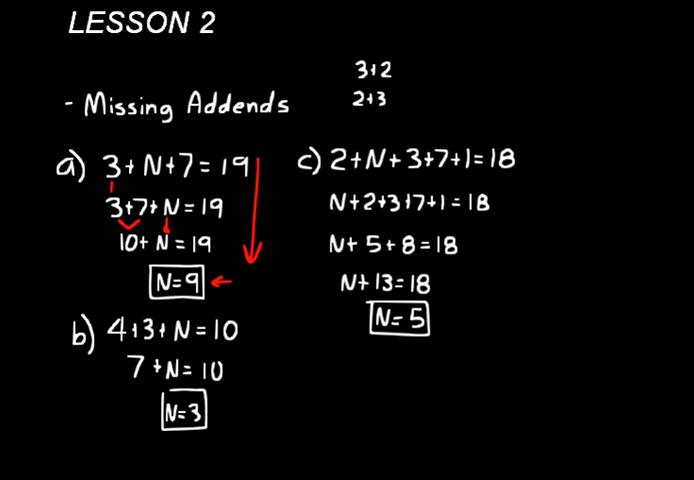 LESSON 2
3+2
2+3
- Missing Addends
a) 3+N+7=19
3+7+N=19
10+N=19
N=9
b) 4+3+N=10
7+N=10
N=3
c) 2+N+3+7+1=18
N+2+3+7+1=18
N+5+8=18
N+13=18
N=5